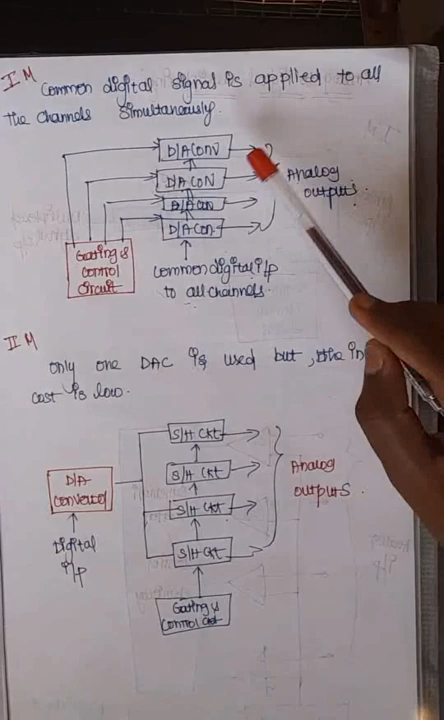 I M Common digital signal is applied to all
the channels simultaneously.
D/A Conv
D/A CoN
D/A Con
D/A Con.
Analog
outputs.
Gating &
control
circuit
Common digital i/p
to all channels.
II M
Only one DAC is used but, the in
cost is low.
S/H Ckt
S/H Ckt
S/H Ckt
S/H Ckt
D/A
Converter
Analog
outputs.
Digital
i/p
Gating &
control